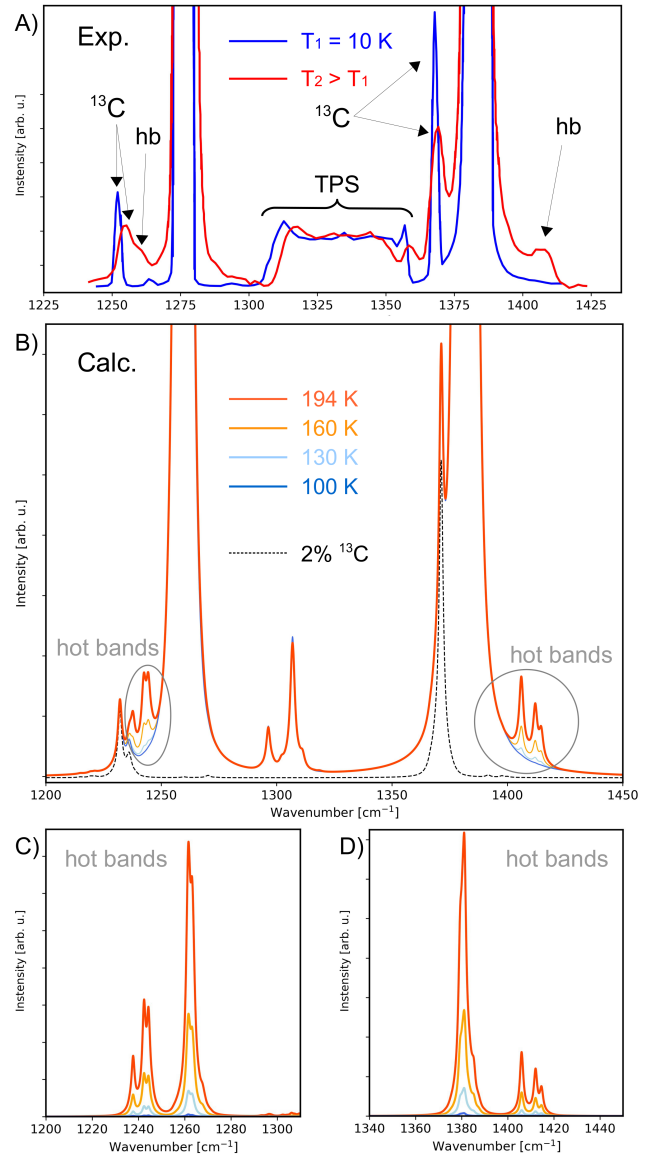 A)
Exp.
T₁ = 10 K
T₂ > T₁
¹³C
hb
TPS
¹³C
hb
Intensity [arb. u.]
1225 1250 1275 1300 1325 1350 1375 1400 1425
B)
Calc.
194 K
160 K
130 K
100 K
2% ¹³C
hot bands
hot bands
Intensity [arb. u.]
1200 1250 1300 1350 1400 1450
Wavenumber [cm⁻¹]
C)
hot bands
Intensity [arb. u.]
1200 1220 1240 1260 1280 1300
Wavenumber [cm⁻¹]
D)
hot bands
Intensity [arb. u.]
1340 1360 1380 1400 1420 1440
Wavenumber [cm⁻¹]